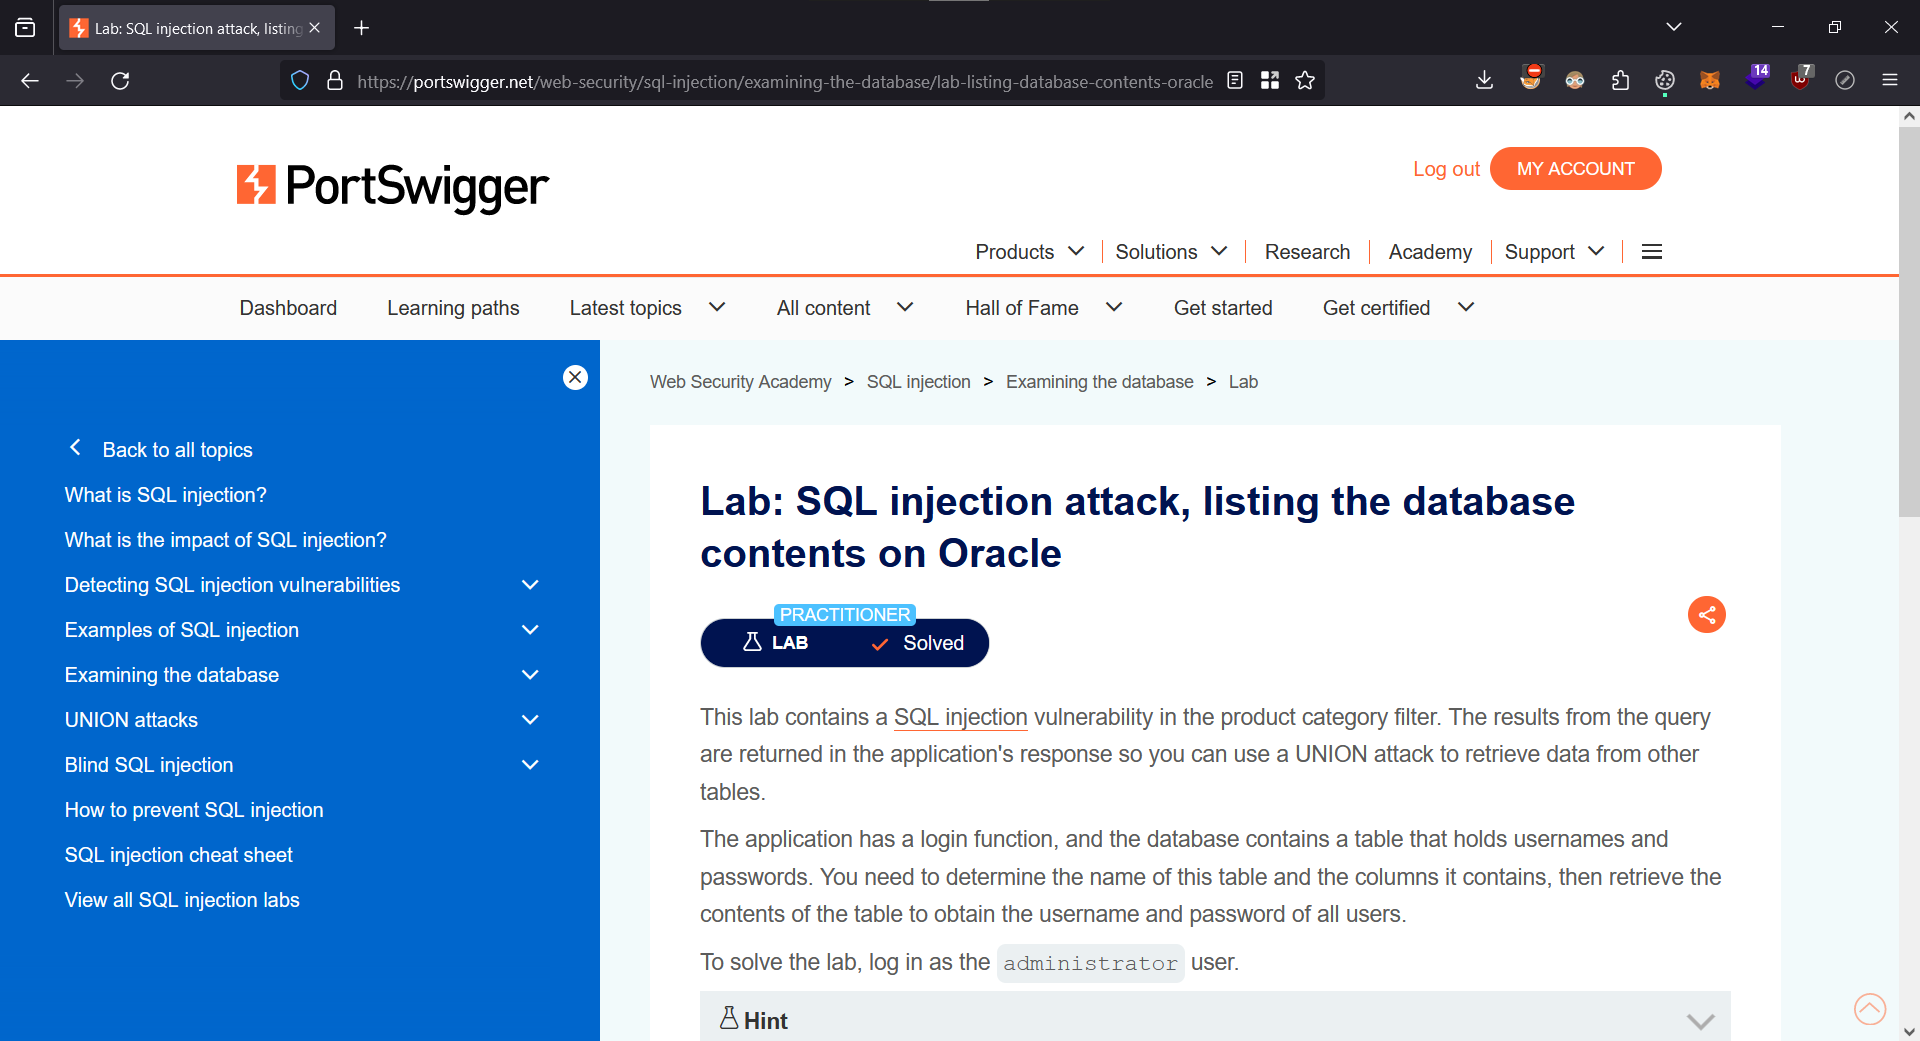 Lab: SQL injection attack, listing
https://portswigger.net/web-security/sql-injection/examining-the-database/lab-listing-database-contents-oracle
14
7
PortSwigger
Log out
MY ACCOUNT
Products
Solutions
Research
Academy
Support
Dashboard
Learning paths
Latest topics
All content
Hall of Fame
Get started
Get certified
Back to all topics
What is SQL injection?
What is the impact of SQL injection?
Detecting SQL injection vulnerabilities
Examples of SQL injection
Examining the database
UNION attacks
Blind SQL injection
How to prevent SQL injection
SQL injection cheat sheet
View all SQL injection labs
Web Security Academy > SQL injection > Examining the database > Lab
Lab: SQL injection attack, listing the database
contents on Oracle
PRACTITIONER
LAB
Solved
This lab contains a SQL injection vulnerability in the product category filter. The results from the query
are returned in the application's response so you can use a UNION attack to retrieve data from other
tables.
The application has a login function, and the database contains a table that holds usernames and
passwords. You need to determine the name of this table and the columns it contains, then retrieve the
contents of the table to obtain the username and password of all users.
To solve the lab, log in as the administrator user.
Hint